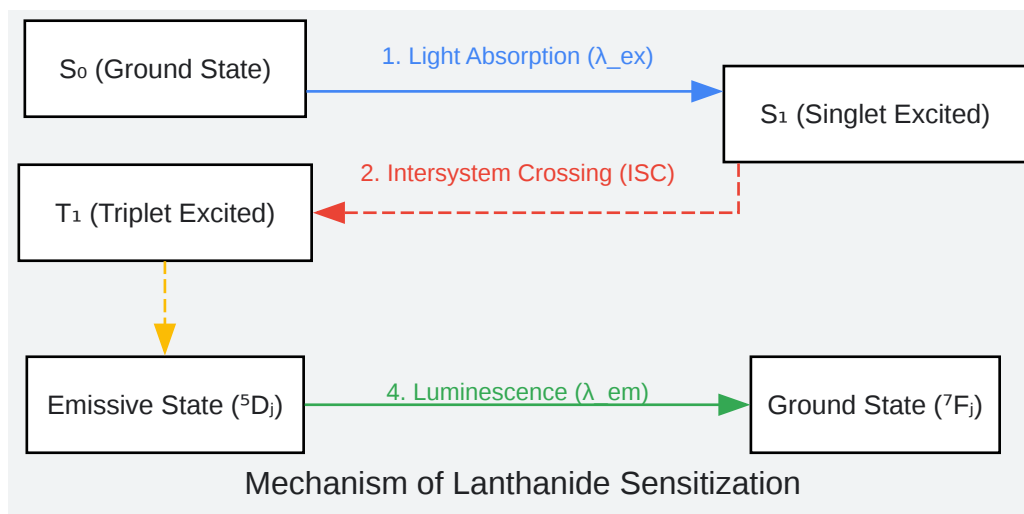 S₀ (Ground State)
1. Light Absorption (λ_ex)
S₁ (Singlet Excited)
2. Intersystem Crossing (ISC)
T₁ (Triplet Excited)
Emissive State (⁵Dⱼ)
4. Luminescence (λ_em)
Ground State (⁷Fⱼ)
Mechanism of Lanthanide Sensitization